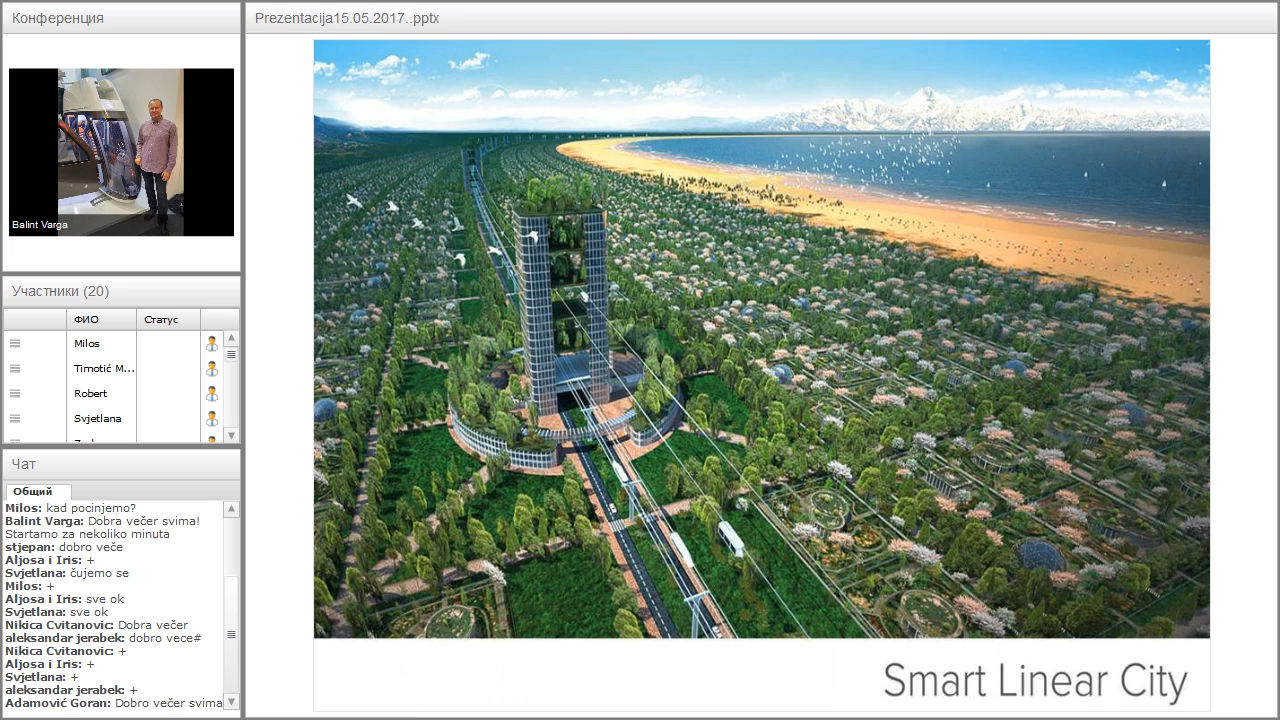 Конференция
Balint Varga
Участники (20)
ФИО Статус
Milos
Timotić M...
Robert
Svjetlana
Чат
Общий
Milos: kad pocinjemo?
Balint Varga: Dobra večer svima!
Startamo za nekoliko minuta
stjepan: dobro veče
Aljosa i Iris: +
Svjetlana: čujemo se
Milos: +
Aljosa i Iris: sve ok
Svjetlana: sve ok
Nikica Cvitanovic: Dobra večer
aleksandar jerabek: dobro vece#
Nikica Cvitanovic: +
Aljosa i Iris: +
Svjetlana: +
aleksandar jerabek: +
Adamović Goran: Dobro večer svima
Prezentacija15.05.2017..pptx
Smart Linear City